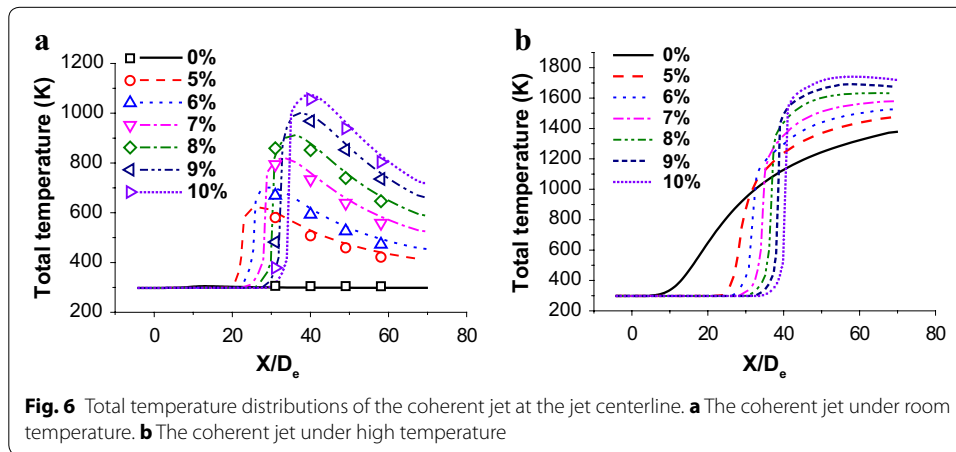 a
b
0%
5%
6%
7%
8%
9%
10%
Total temperature (K)
1200
1000
800
600
400
200
0 20 40 60 80
X/De
0%
5%
6%
7%
8%
9%
10%
Total temperature (K)
1800
1600
1400
1200
1000
800
600
400
200
0 20 40 60 80
X/De
Fig. 6 Total temperature distributions of the coherent jet at the jet centerline. a The coherent jet under room
temperature. b The coherent jet under high temperature